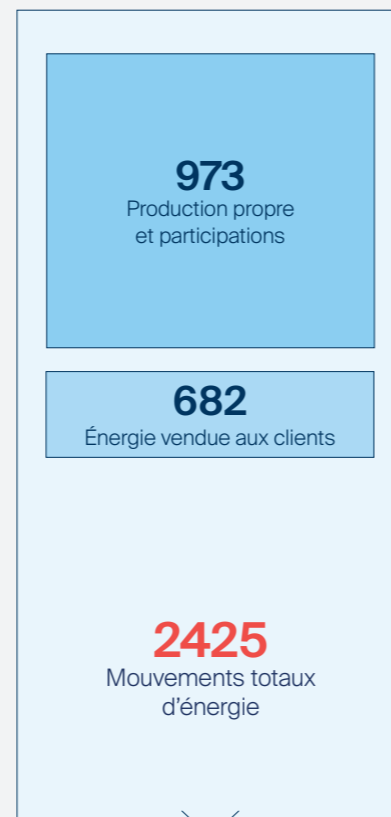 973
Production propre
et participations
682
Énergie vendue aux clients
2425
Mouvements totaux
d’énergie